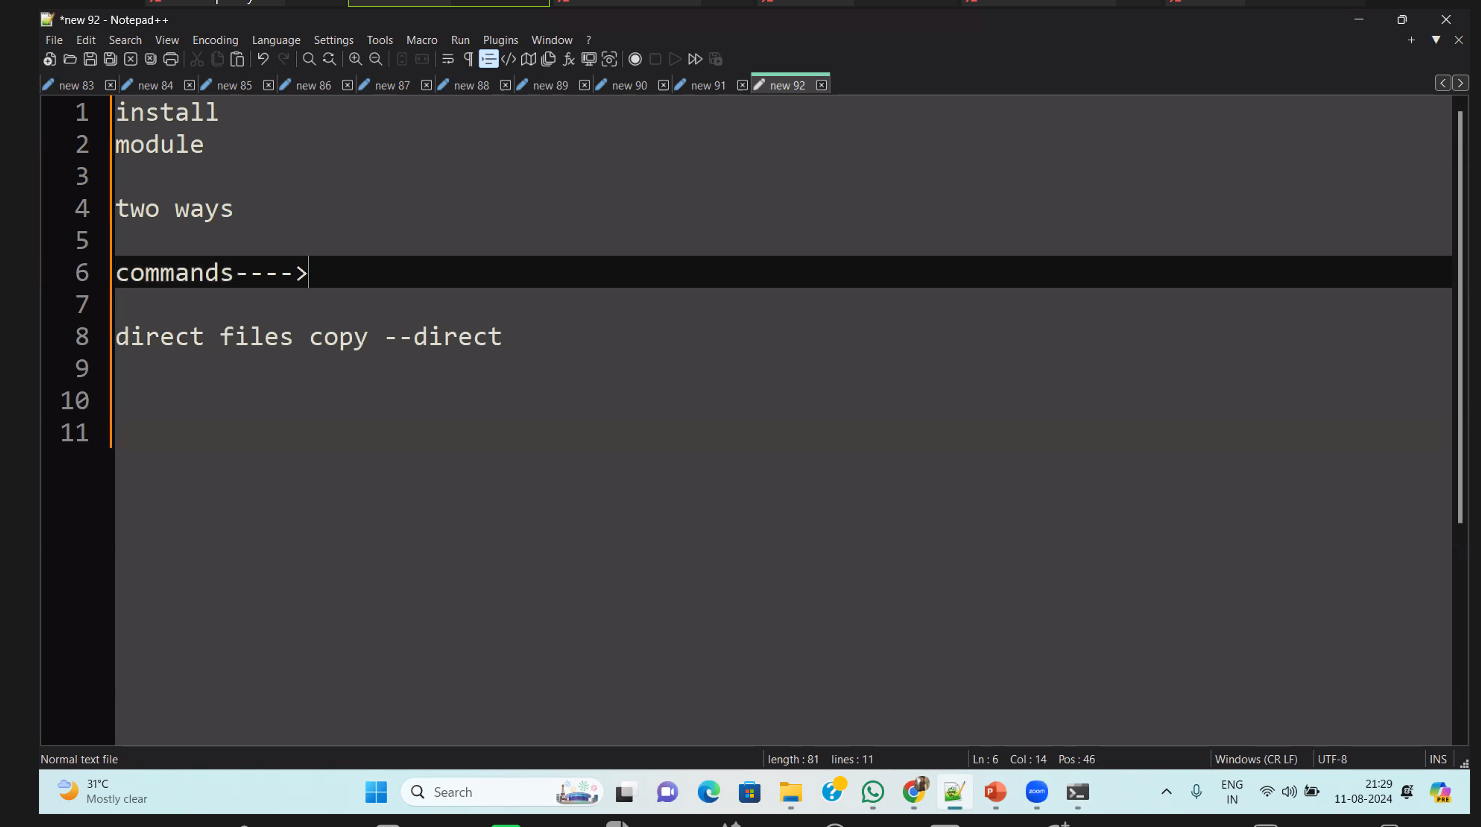 *new 92 - Notepad++
File Edit Search View Encoding Language Settings Tools Macro Run Plugins Window ?
new 83 new 84 new 85 new 86 new 87 new 88 new 89 new 90 new 91 new 92
1 install
2 module
3
4 two ways
5
6 commands---->
7
8 direct files copy --direct
9
10
11
Normal text file length : 81 lines : 11 Ln : 6 Col : 14 Pos : 46 Windows (CR LF) UTF-8 INS
31°C
Mostly clear
Search
zoom
PRE
ENG
IN
21:29
11-08-2024